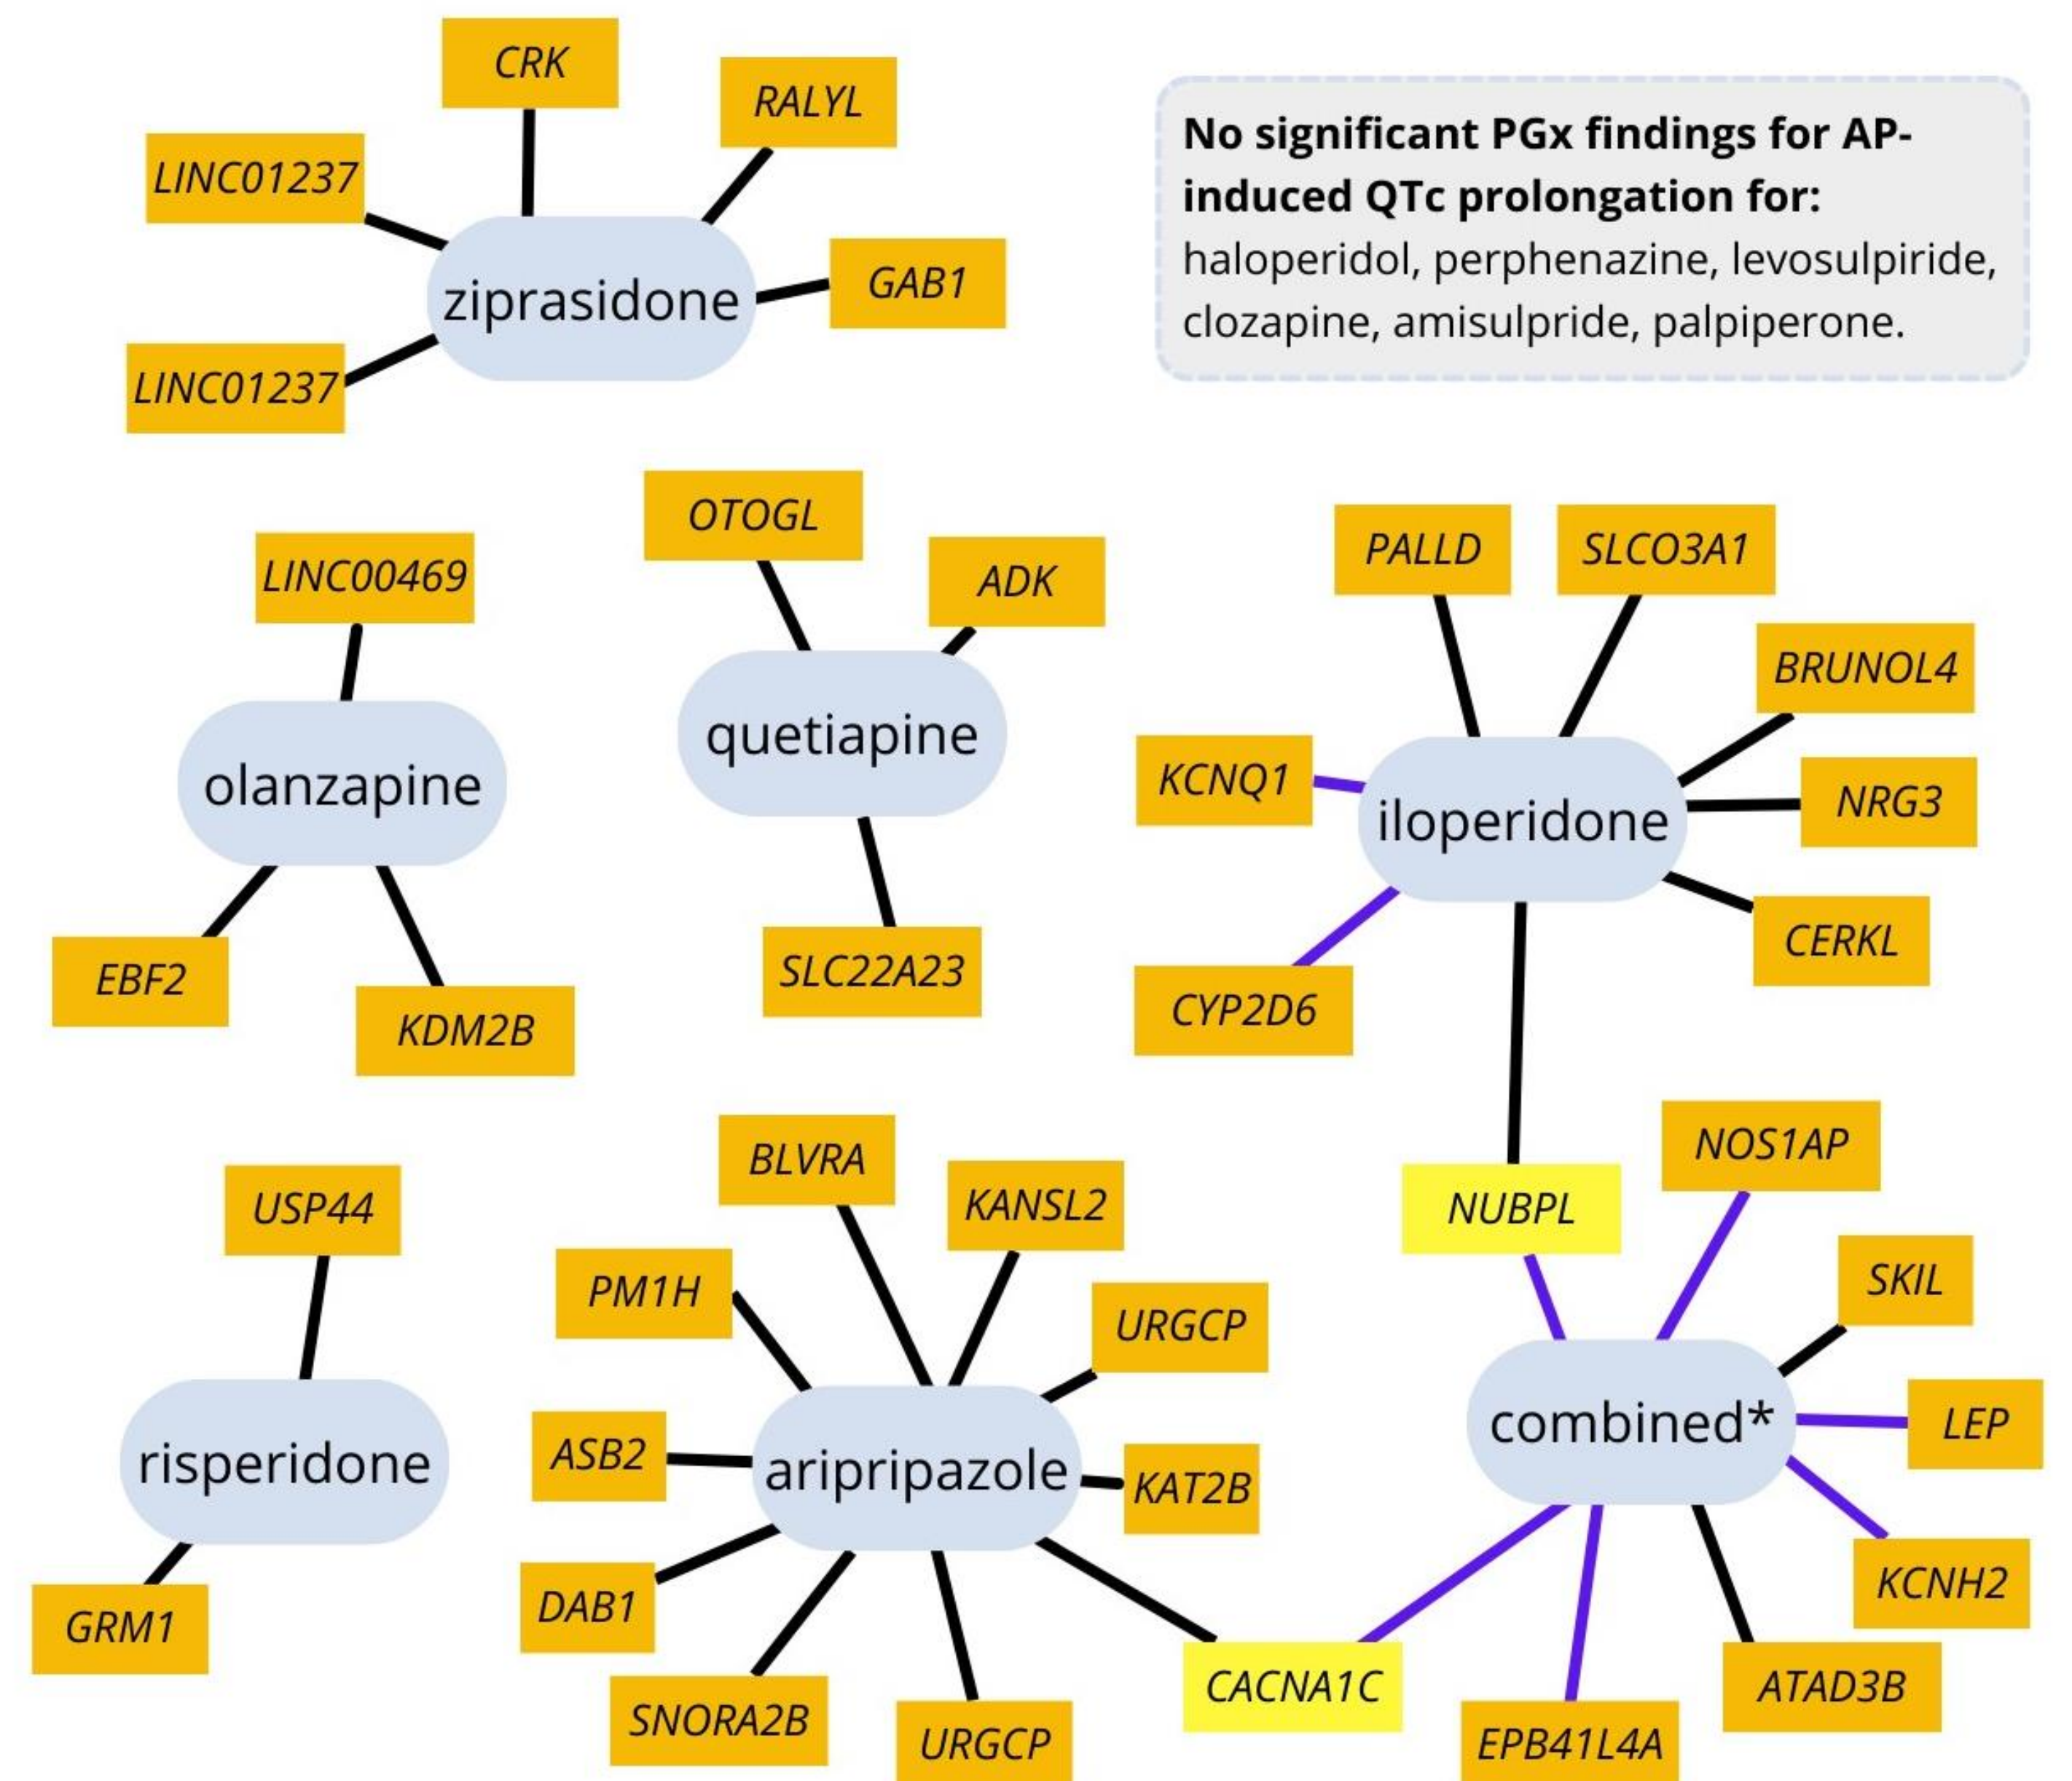 CRK
RALYL
LINC01237
ziprasidone
GAB1
LINC01237
No significant PGx findings for AP-
induced QTc prolongation for:
haloperidol, perphenazine, levosulpiride,
clozapine, amisulpride, palpiperone.
LINC00469
olanzapine
EBF2
KDM2B
OTOGL
ADK
quetiapine
SLC22A23
PALLD
SLCO3A1
BRUNOL4
KCNQ1
iloperidone
NRG3
CERKL
CYP2D6
USP44
risperidone
GRM1
BLVRA
KANSL2
PM1H
URGCP
ASB2
aripripazole
KAT2B
DAB1
SNORA2B
URGCP
CACNA1C
NUBPL
NOS1AP
SKIL
combined*
LEP
KCNH2
ATAD3B
EPB41L4A